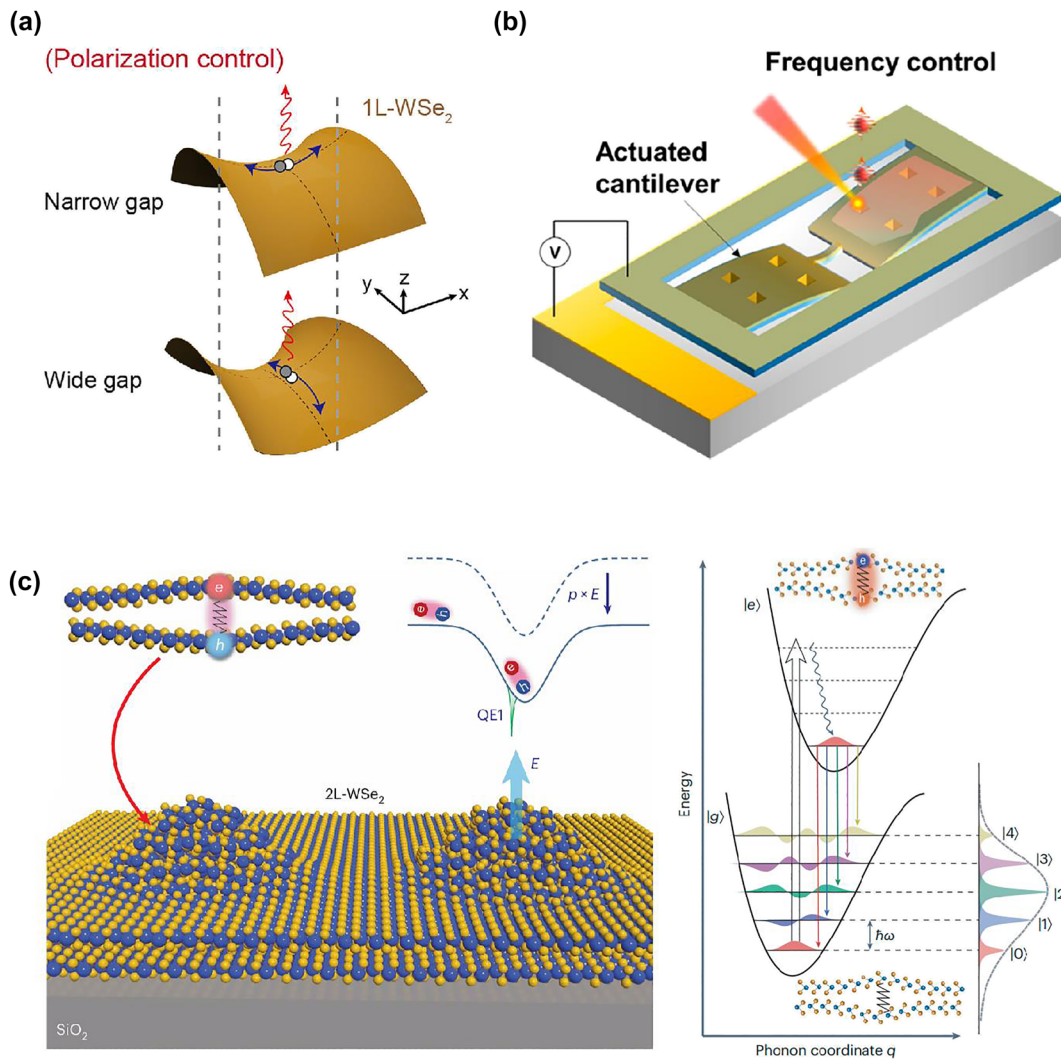 (a)
(Polarization control)
1L-WSe₂
Narrow gap
y
z
x
Wide gap
(b)
Frequency control
Actuated
cantilever
V
(c)
e
h
p × E
e
h
e
h
QE1
E
2L-WSe₂
SiO₂
Energy
|e⟩
e
h
|g⟩
|4⟩
|3⟩
|2
|1⟩
|0⟩
ħω
Phonon coordinate q